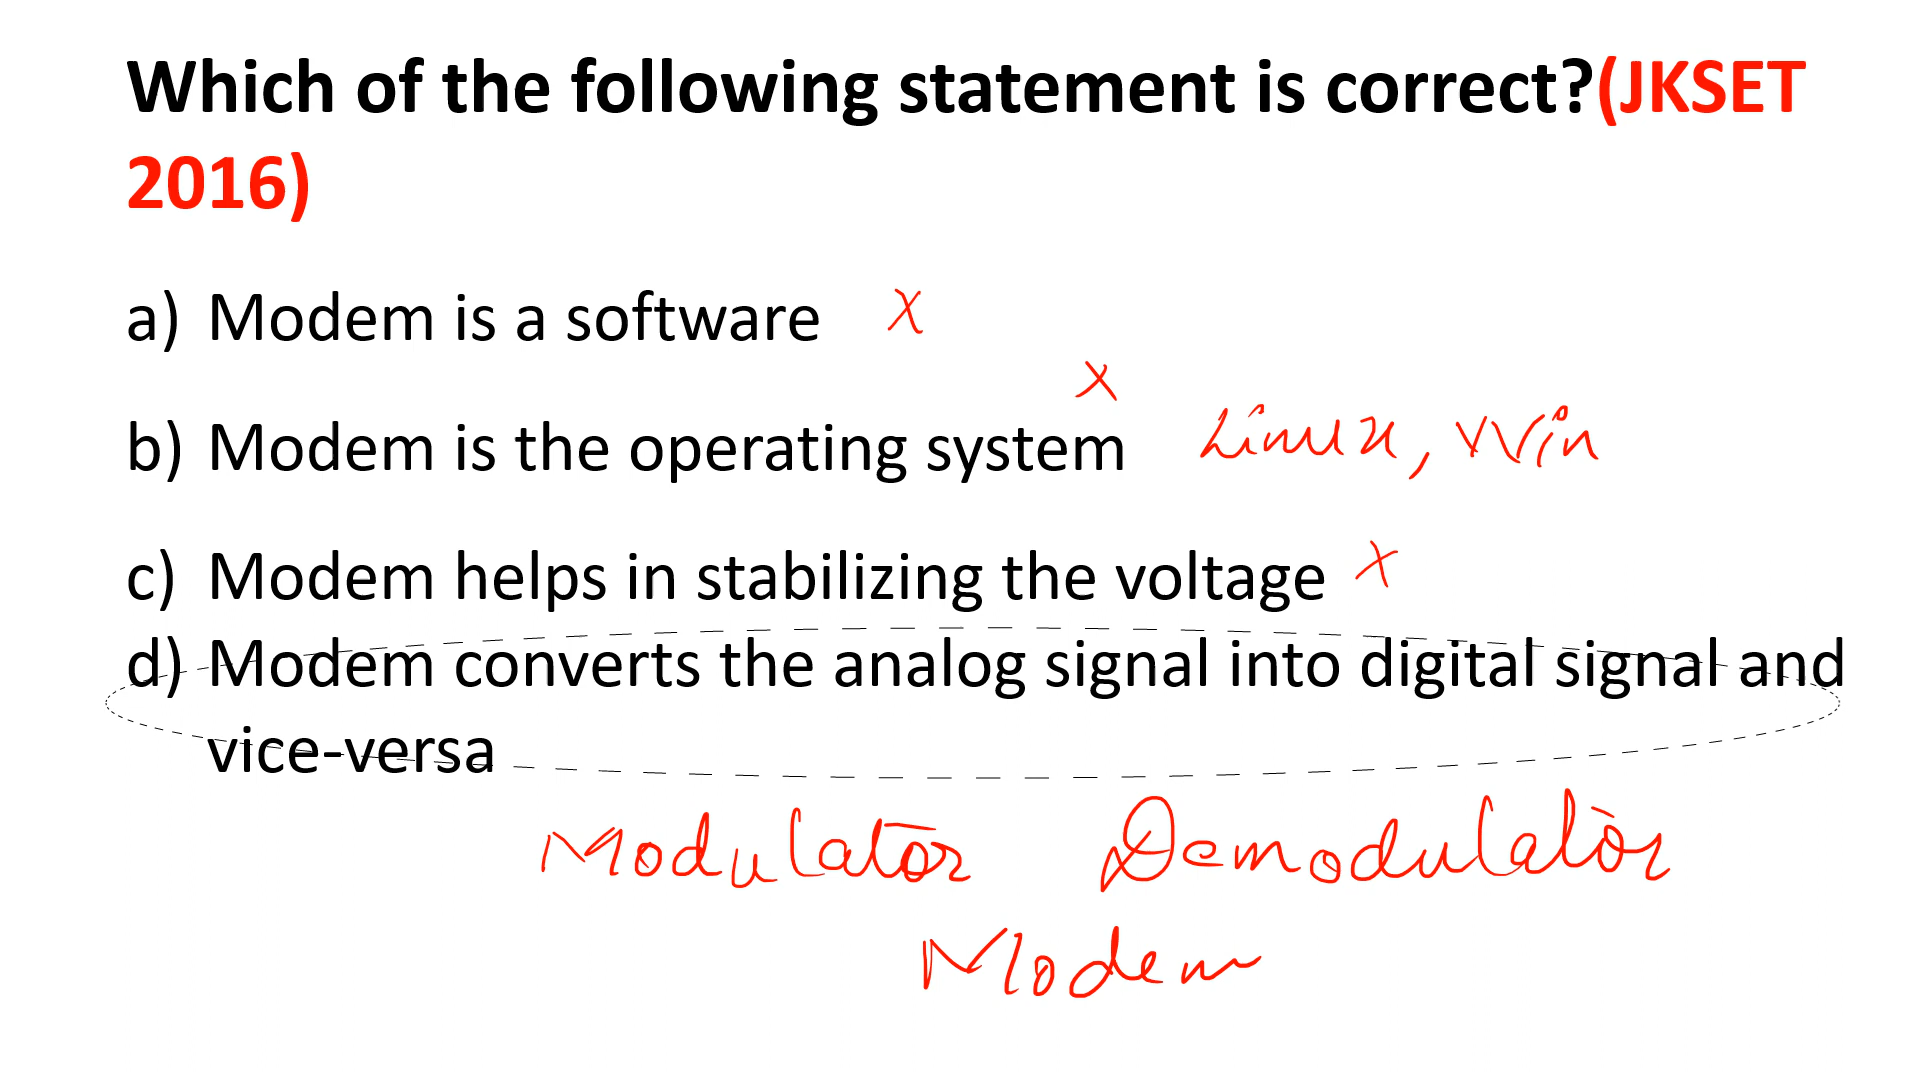 Which of the following statement is correct?(JKSET
2016)
a) Modem is a software X
X
b) Modem is the operating system Linux, Win
c) Modem helps in stabilizing the voltage X
d) Modem converts the analog signal into digital signal and
vice-versa
Modulator Demodulator
Modem